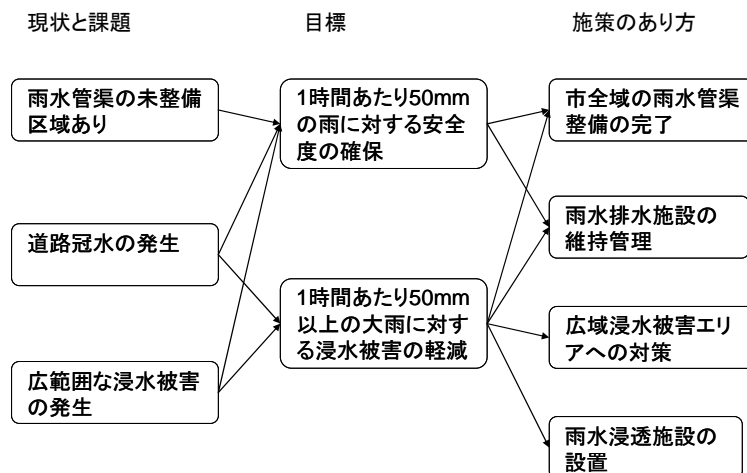 現状と課題
目標
施策のあり方
雨水管渠の未整備
区域あり
道路冠水の発生
広範囲な浸水被害
の発生
1時間あたり50mm
の雨に対する安全
度の確保
1時間あたり50mm
以上の大雨に対す
る浸水被害の軽減
市全域の雨水管渠
整備の完了
雨水排水施設の
維持管理
広域浸水被害エリ
アへの対策
雨水浸透施設の
設置